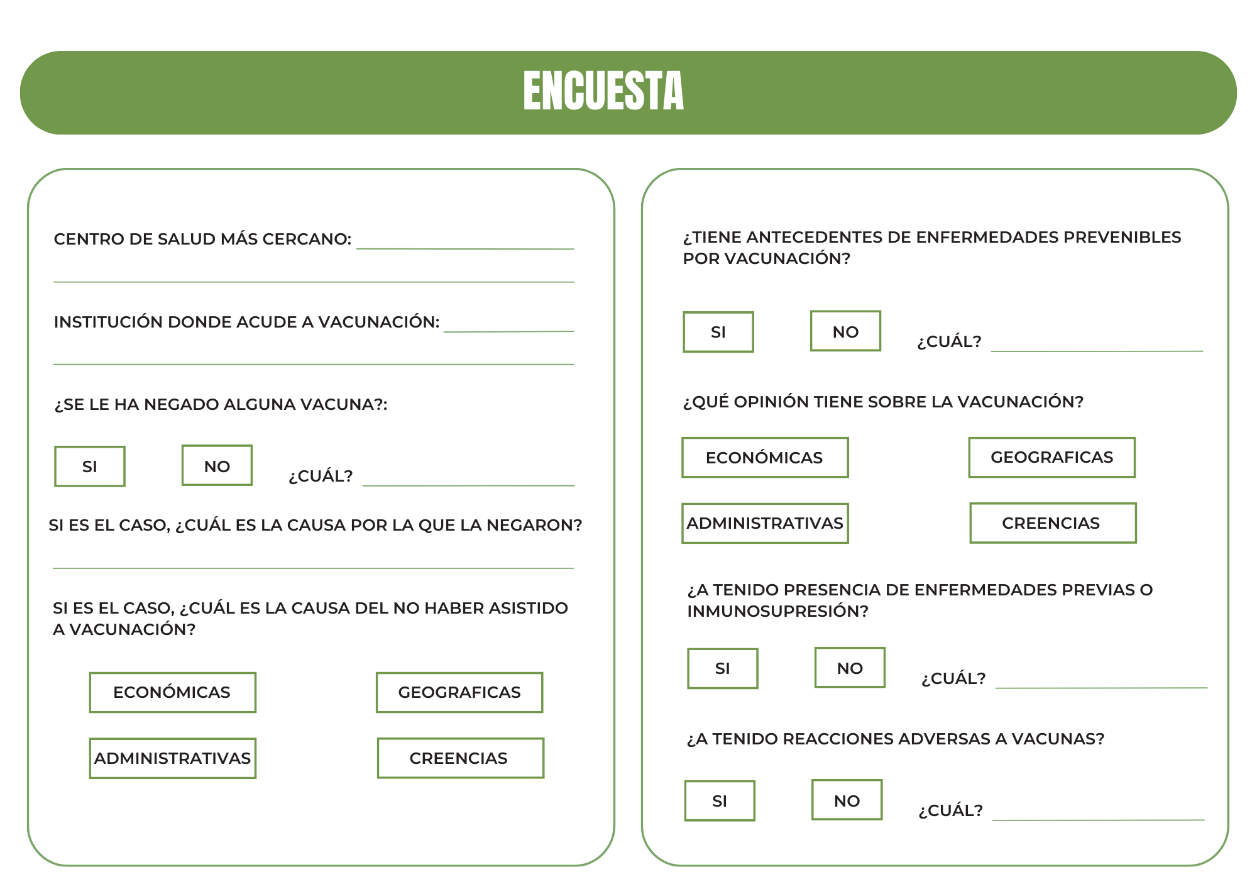 ENCUESTA
CENTRO DE SALUD MÁS CERCANO:
INSTITUCIÓN DONDE ACUDE A VACUNACIÓN:
¿SE LE HA NEGADO ALGUNA VACUNA?:
SI NO ¿CUÁL?
SI ES EL CASO, ¿CUÁL ES LA CAUSA POR LA QUE LA NEGARON?
SI ES EL CASO, ¿CUÁL ES LA CAUSA DEL NO HABER ASISTIDO
A VACUNACIÓN?
ECONÓMICAS GEOGRAFICAS
ADMINISTRATIVAS CREENCIAS
¿TIENE ANTECEDENTES DE ENFERMEDADES PREVENIBLES
POR VACUNACIÓN?
SI NO ¿CUÁL?
¿QUÉ OPINIÓN TIENE SOBRE LA VACUNACIÓN?
ECONÓMICAS GEOGRAFICAS
ADMINISTRATIVAS CREENCIAS
¿A TENIDO PRESENCIA DE ENFERMEDADES PREVIAS O
INMUNOSUPRESIÓN?
SI NO ¿CUÁL?
¿A TENIDO REACCIONES ADVERSAS A VACUNAS?
SI NO ¿CUÁL?